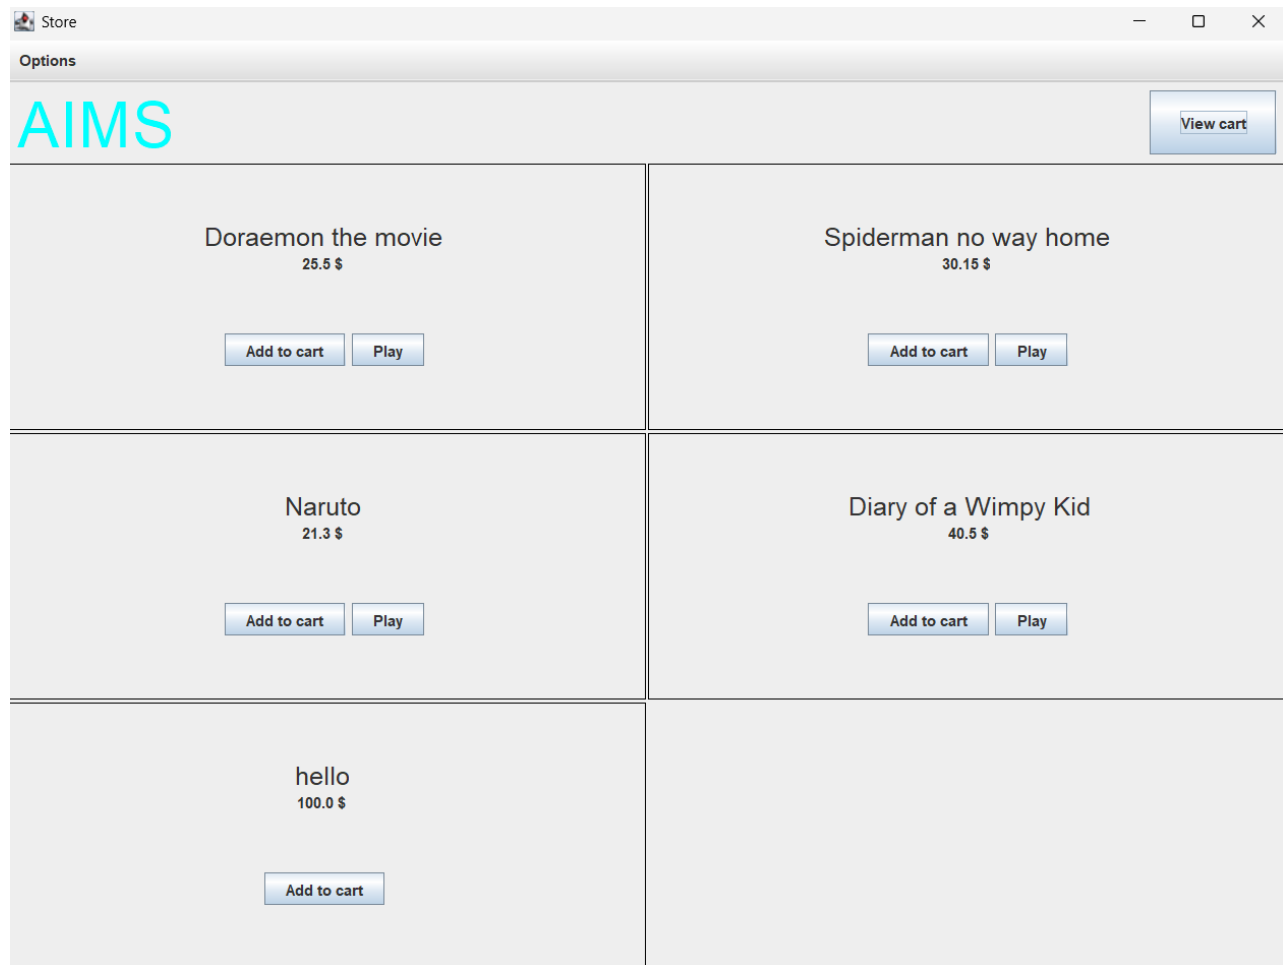 Store
Options
AIMS
View cart
Doraemon the movie
25.5 $
Add to cart Play
Spiderman no way home
30.15 $
Add to cart Play
Naruto
21.3 $
Add to cart Play
Diary of a Wimpy Kid
40.5 $
Add to cart Play
hello
100.0 $
Add to cart